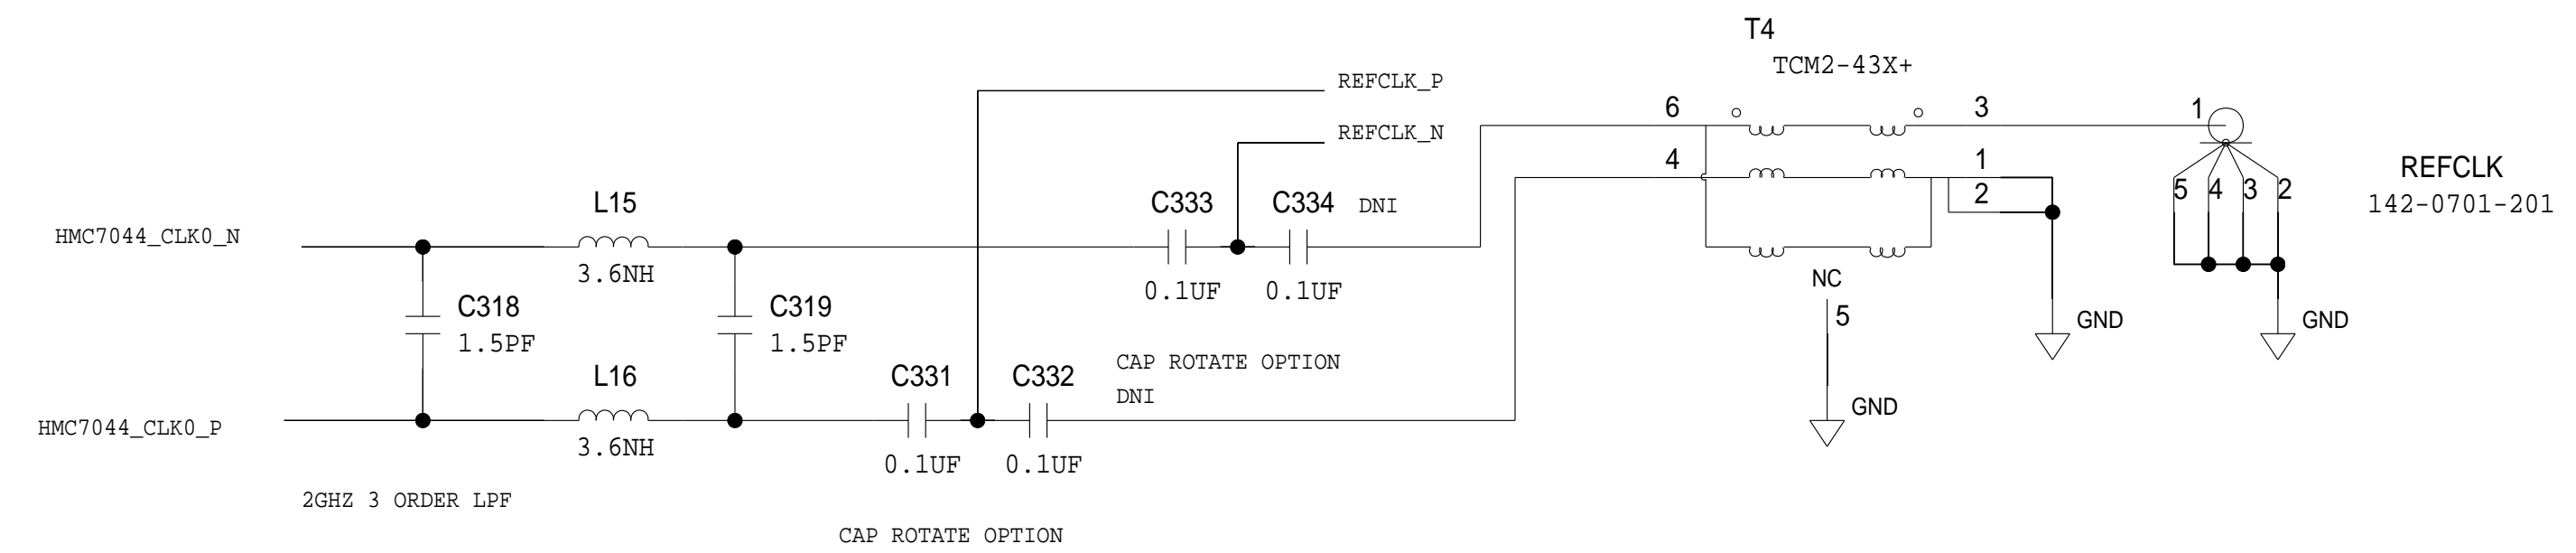 T4
TCM2-43X+
REFCLK_P
REFCLK_N
6
3
1
4
1
2
5
4
3
2
REFCLK
142-0701-201
HMC7044_CLK0_N
L15
3.6NH
C333
0.1UF
C334
DNI
0.1UF
NC
5
GND
GND
GND
C318
1.5PF
C319
1.5PF
CAP ROTATE OPTION
DNI
HMC7044_CLK0_P
L16
3.6NH
C331
0.1UF
C332
0.1UF
2GHZ 3 ORDER LPF
CAP ROTATE OPTION